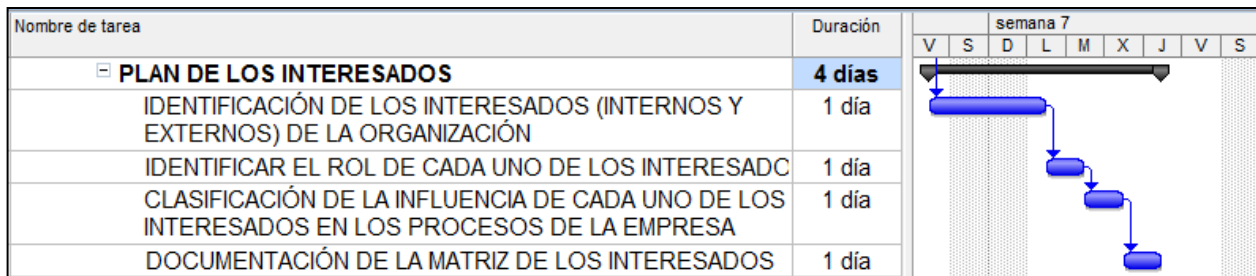 Nombre de tarea Duración semana 7
V S D L M X J V S
PLAN DE LOS INTERESADOS 4 días
IDENTIFICACIÓN DE LOS INTERESADOS (INTERNOS Y 1 día
EXTERNOS) DE LA ORGANIZACIÓN
IDENTIFICAR EL ROL DE CADA UNO DE LOS INTERESADO 1 día
CLASIFICACIÓN DE LA INFLUENCIA DE CADA UNO DE LOS 1 día
INTERESADOS EN LOS PROCESOS DE LA EMPRESA
DOCUMENTACIÓN DE LA MATRIZ DE LOS INTERESADOS 1 día